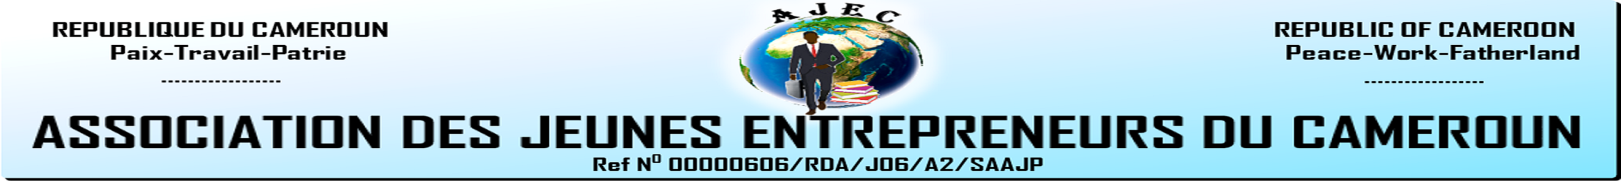 REPUBLIQUE DU CAMEROUN
Paix-Travail-Patrie
------------------
AJEC
REPUBLIC OF CAMEROON
Peace-Work-Fatherland
------------------
ASSOCIATION DES JEUNES ENTREPRENEURS DU CAMEROUN
Ref N⁰ 00000606/RDA/J06/A2/SAAJP